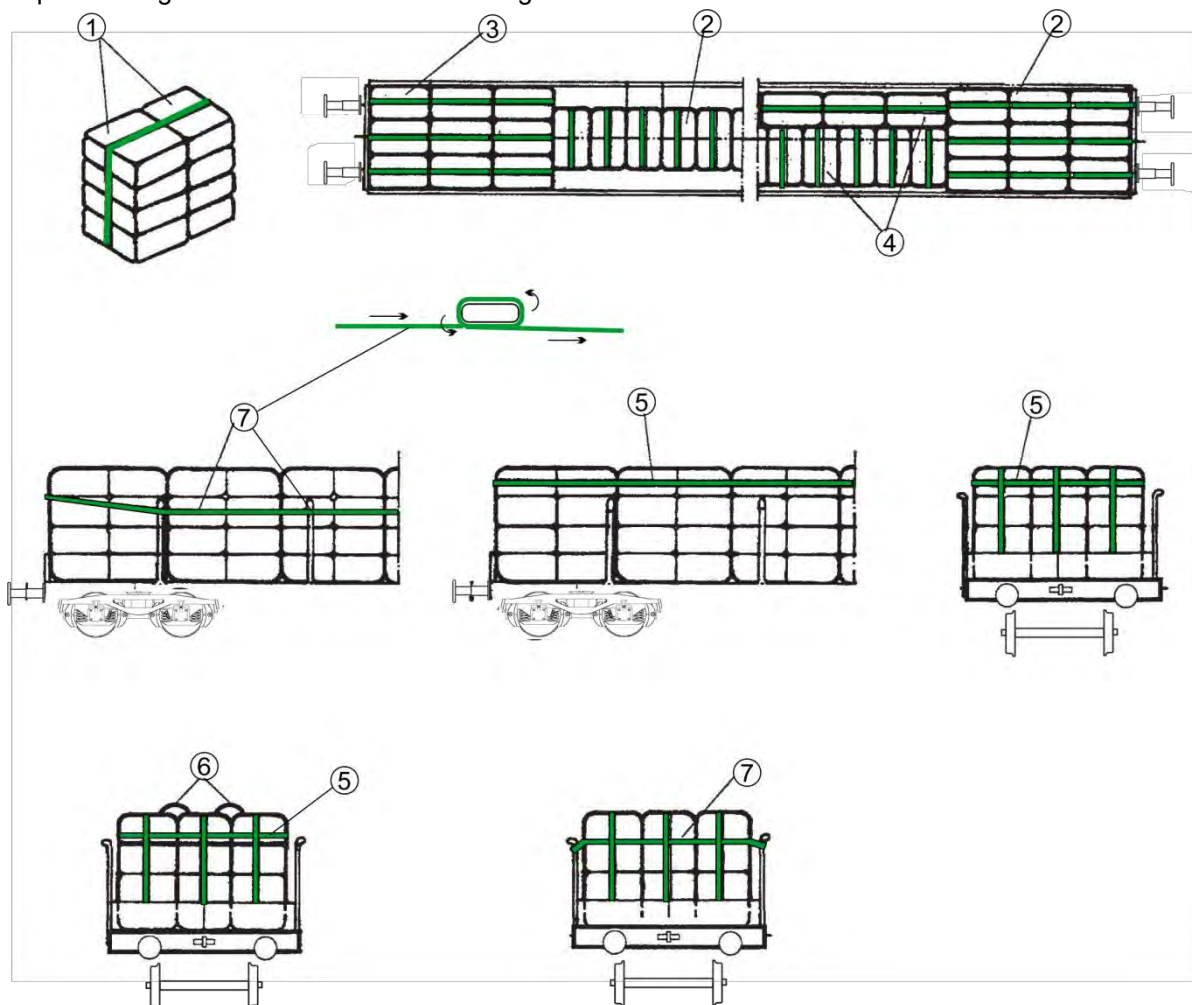 ① ③ ② ②
④
⑦ ⑤ ⑤
⑥ ⑤ ⑦